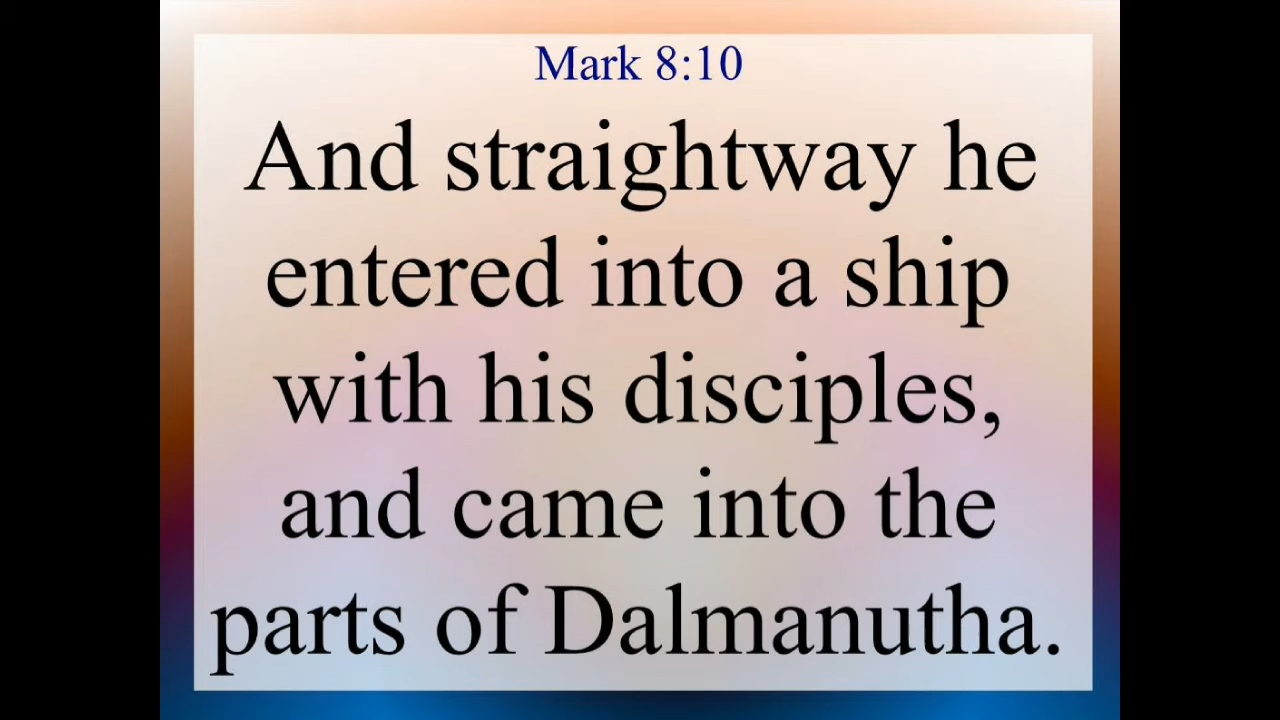 Mark 8:10
And straightway he
entered into a ship
with his disciples,
and came into the
parts of Dalmanutha.